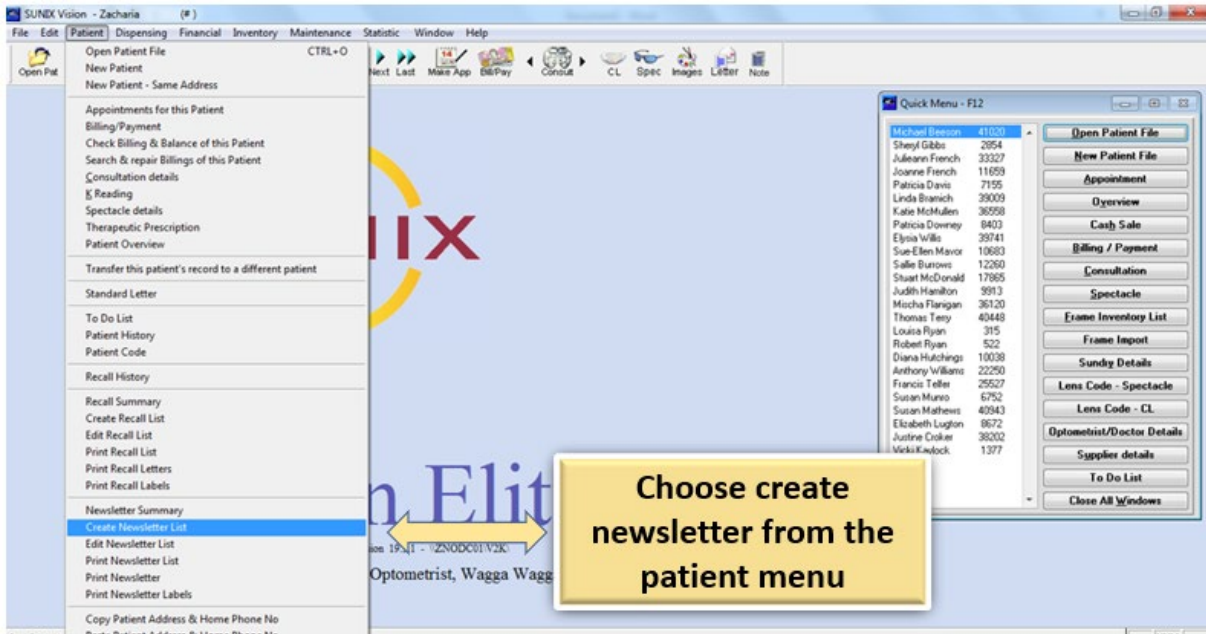 SUNIX Vision - Zacharia (# )
File Edit Patient Dispensing Financial Inventory Maintenance Statistic Window Help
Open Pat Next Last Make App Bill/Pay Consult CL Spec Images Letter Note
Open Patient File CTRL+O
New Patient
New Patient - Same Address
Appointments for this Patient
Billing/Payment
Check Billing & Balance of this Patient
Search & repair Billings of this Patient
Consultation details
K Reading
Spectacle details
Therapeutic Prescription
Patient Overview
Transfer this patient's record to a different patient
Standard Letter
To Do List
Patient History
Patient Code
Recall History
Recall Summary
Create Recall List
Edit Recall List
Print Recall List
Print Recall Letters
Print Recall Labels
Newsletter Summary
Create Newsletter List
Edit Newsletter List
Print Newsletter List
Print Newsletter
Print Newsletter Labels
Copy Patient Address & Home Phone No
IX
n Elit
Optometrist, Wagga Wagg
Choose create
newsletter from the
patient menu
Quick Menu - F12
Michael Beeson 41020
Sheryl Gibbs 2854
Julieann French 33327
Joanne French 11659
Patricia Davis 7155
Linda Bramich 39009
Katie McMullen 36558
Patricia Downey 8403
Elysia Willis 39741
Sue-Ellen Mavor 10683
Sallie Burrows 12260
Stuart McDonald 17865
Judith Hamilton 9913
Mischa Flanigan 36120
Thomas Terry 40448
Louisa Ryan 315
Robert Ryan 522
Diana Hutchings 10038
Anthony Williams 22250
Francis Telfer 25527
Susan Munro 6752
Susan Mathews 40943
Elizabeth Lugton 8672
Justine Croker 38202
Vicki Kaylock 1377
Open Patient File
New Patient File
Appointment
Overview
Cash Sale
Billing / Payment
Consultation
Spectacle
Frame Inventory List
Frame Import
Sundry Details
Lens Code - Spectacle
Lens Code - CL
Optometrist/Doctor Details
Supplier details
To Do List
Close All Windows